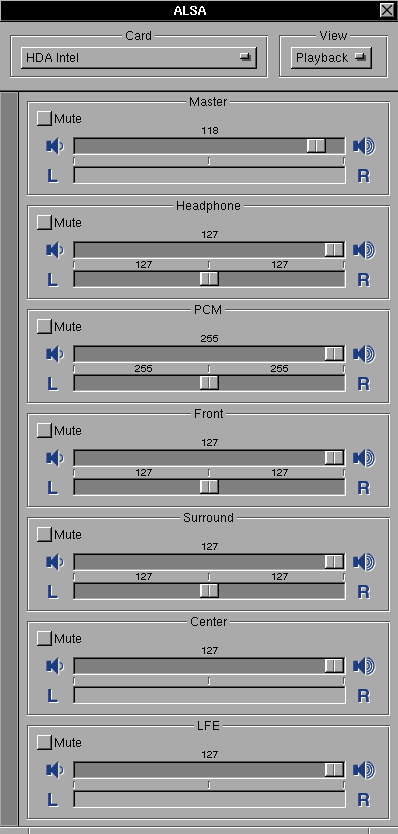 ALSA
Card
View
HDA Intel
Playback
Master
Mute
118
L R
Headphone
Mute
127
127 127
L R
PCM
Mute
255
255 255
L R
Front
Mute
127
127 127
L R
Surround
Mute
127
127 127
L R
Center
Mute
127
L R
LFE
Mute
127
L R